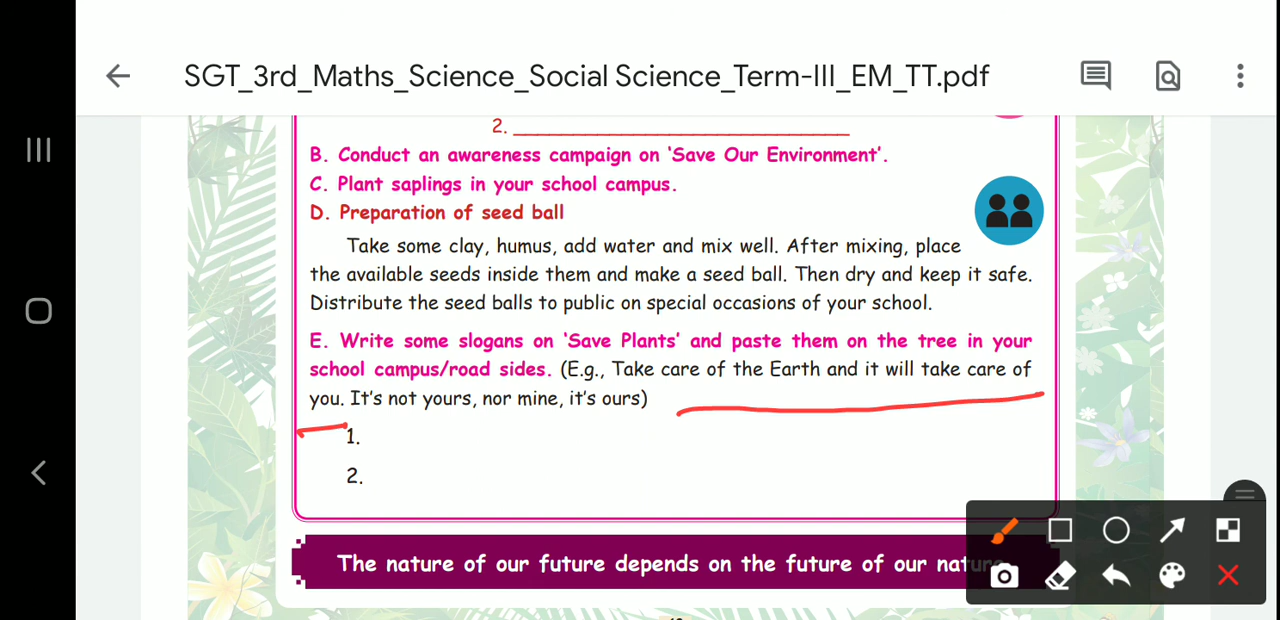 SGT_3rd_Maths_Science_Social Science_Term-III_EM_TT.pdf
2. ______________________________
B. Conduct an awareness campaign on ‘Save Our Environment’.
C. Plant saplings in your school campus.
D. Preparation of seed ball
Take some clay, humus, add water and mix well. After mixing, place
the available seeds inside them and make a seed ball. Then dry and keep it safe.
Distribute the seed balls to public on special occasions of your school.
E. Write some slogans on ‘Save Plants’ and paste them on the tree in your
school campus/road sides. (E.g., Take care of the Earth and it will take care of
you. It’s not yours, nor mine, it’s ours)
1.
2.
The nature of our future depends on the future of our nature